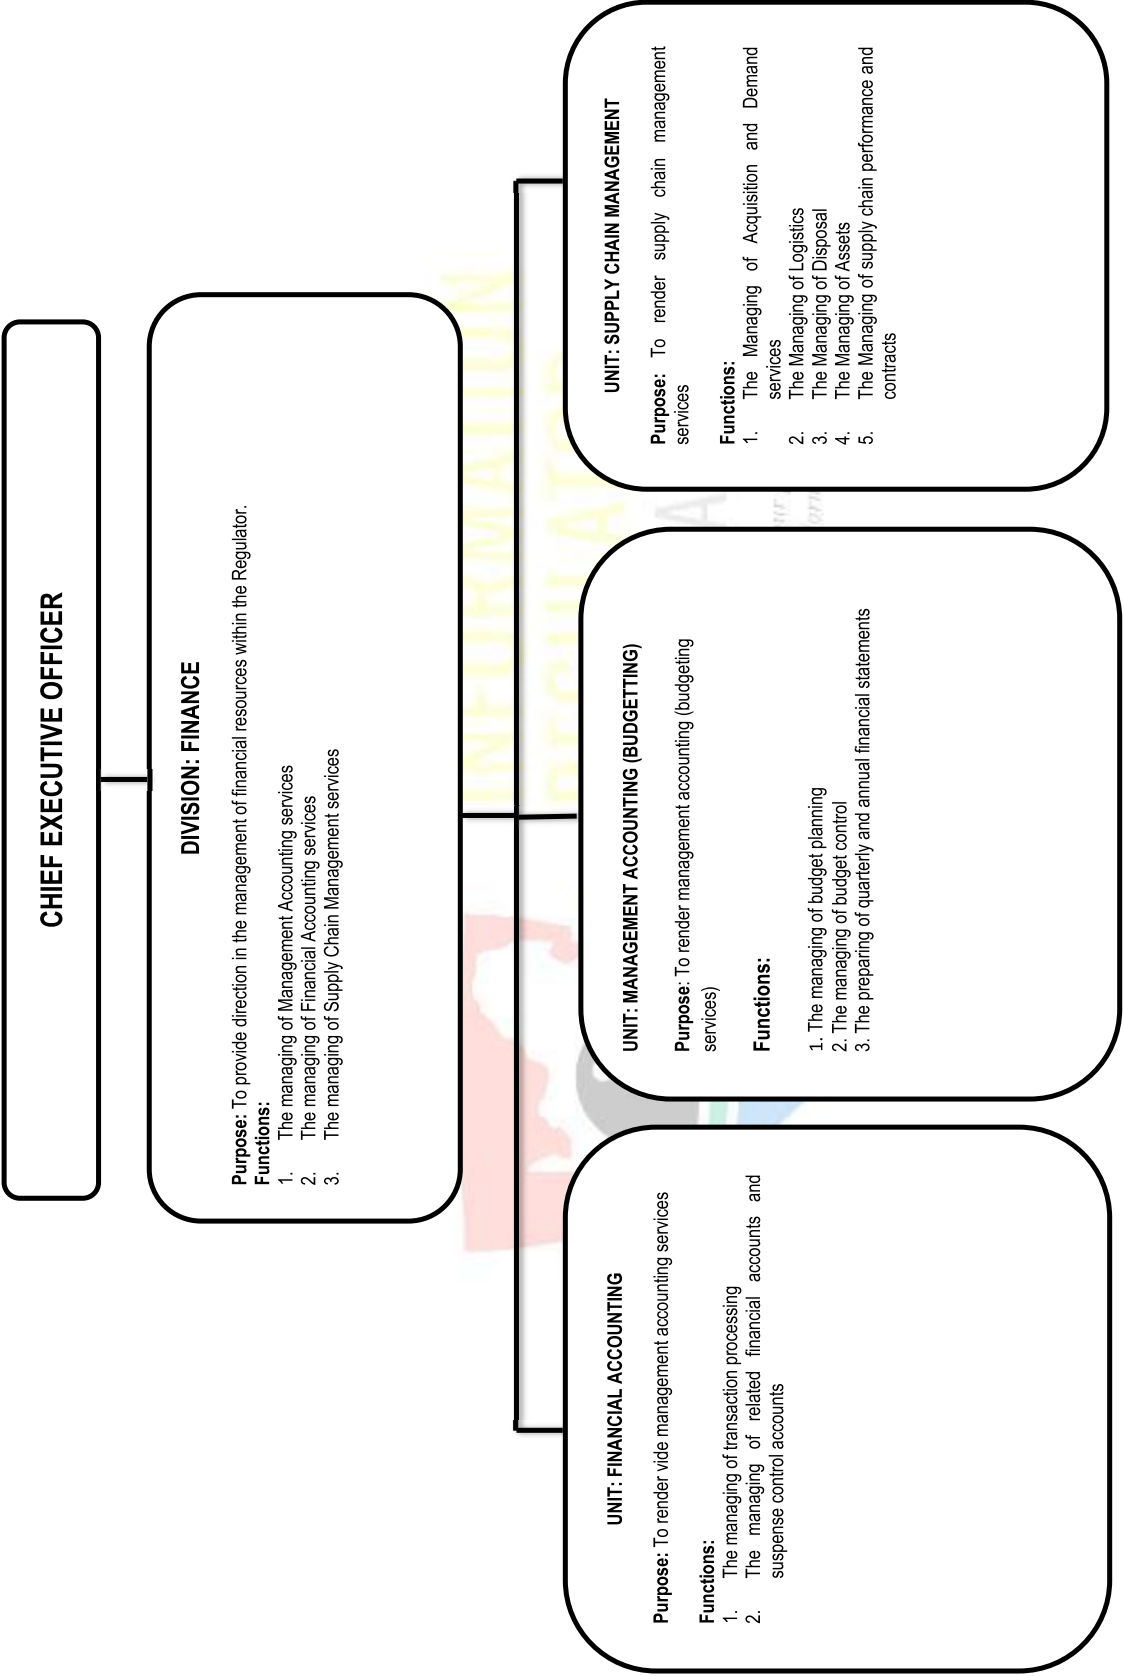 CHIEF EXECUTIVE OFFICER
DIVISION: FINANCE
Purpose: To provide direction in the management of financial resources within the Regulator.
Functions:
1. The managing of Management Accounting services
2. The managing of Financial Accounting services
3. The managing of Supply Chain Management services
UNIT: FINANCIAL ACCOUNTING
Purpose: To render vide management accounting services
Functions:
1. The managing of transaction processing
2. The managing of related financial accounts and
suspense control accounts
UNIT: MANAGEMENT ACCOUNTING (BUDGETTING)
Purpose: To render management accounting (budgeting
services)
Functions:
1. The managing of budget planning
2. The managing of budget control
3. The preparing of quarterly and annual financial statements
UNIT: SUPPLY CHAIN MANAGEMENT
Purpose: To render supply chain management
services
Functions:
1. The Managing of Acquisition and Demand
services
2. The Managing of Logistics
3. The Managing of Disposal
4. The Managing of Assets
5. The Managing of supply chain performance and
contracts
INFORMATION